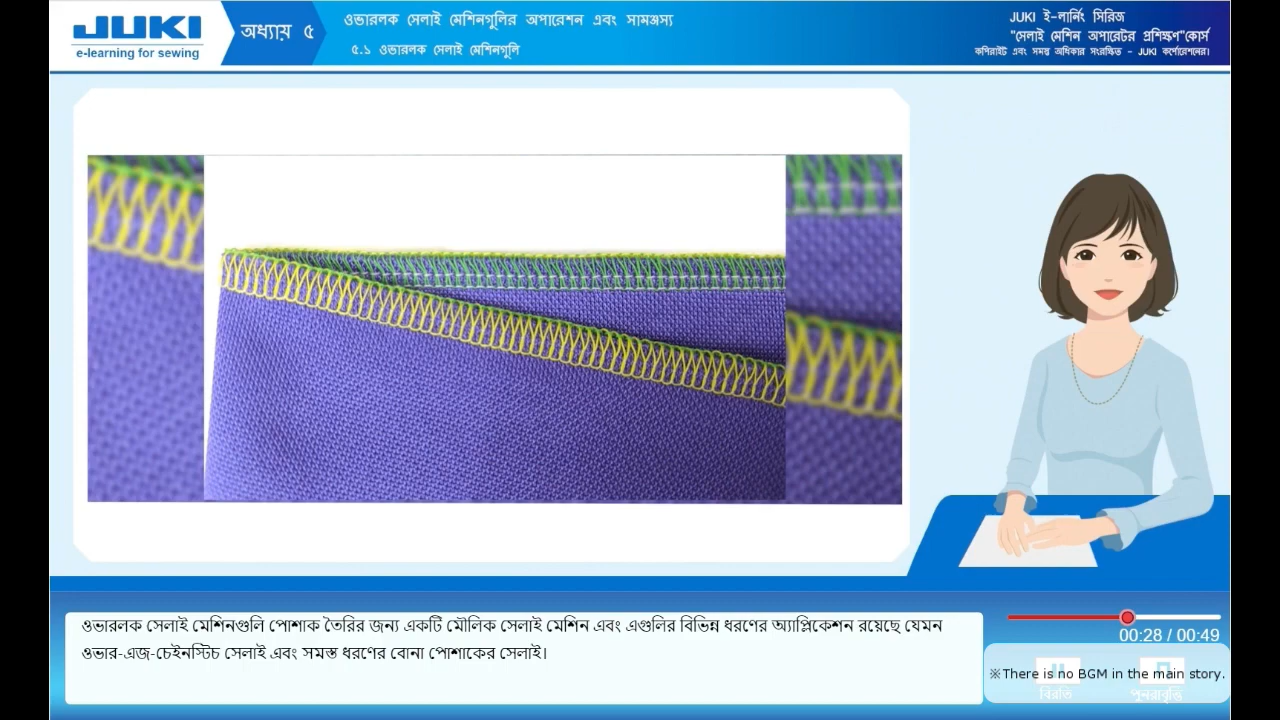 JUKI
e-learning for sewing
অধ্যায় ৫
ওভারলক সেলাই মেশিনগুলির অপারেশন এবং সামঞ্জস্য
৫.১ ওভারলক সেলাই মেশিনগুলি
JUKI ই-লার্নিং সিরিজ
"সেলাই মেশিন অপারেটর প্রশিক্ষণ"কোর্স
কপিরাইট এবং সমস্ত অধিকার সংরক্ষিত - JUKI কর্পোরেশনের।
ওভারলক সেলাই মেশিনগুলি পোশাক তৈরির জন্য একটি মৌলিক সেলাই মেশিন এবং এগুলির বিভিন্ন ধরণের অ্যাপ্লিকেশন রয়েছে যেমন
ওভার-এজ-চেইনস্টিচ সেলাই এবং সমস্ত ধরণের বোনা পোশাকের সেলাই।
00:28 / 00:49
※There is no BGM in the main story.
বিরতি পুনরাবৃত্তি